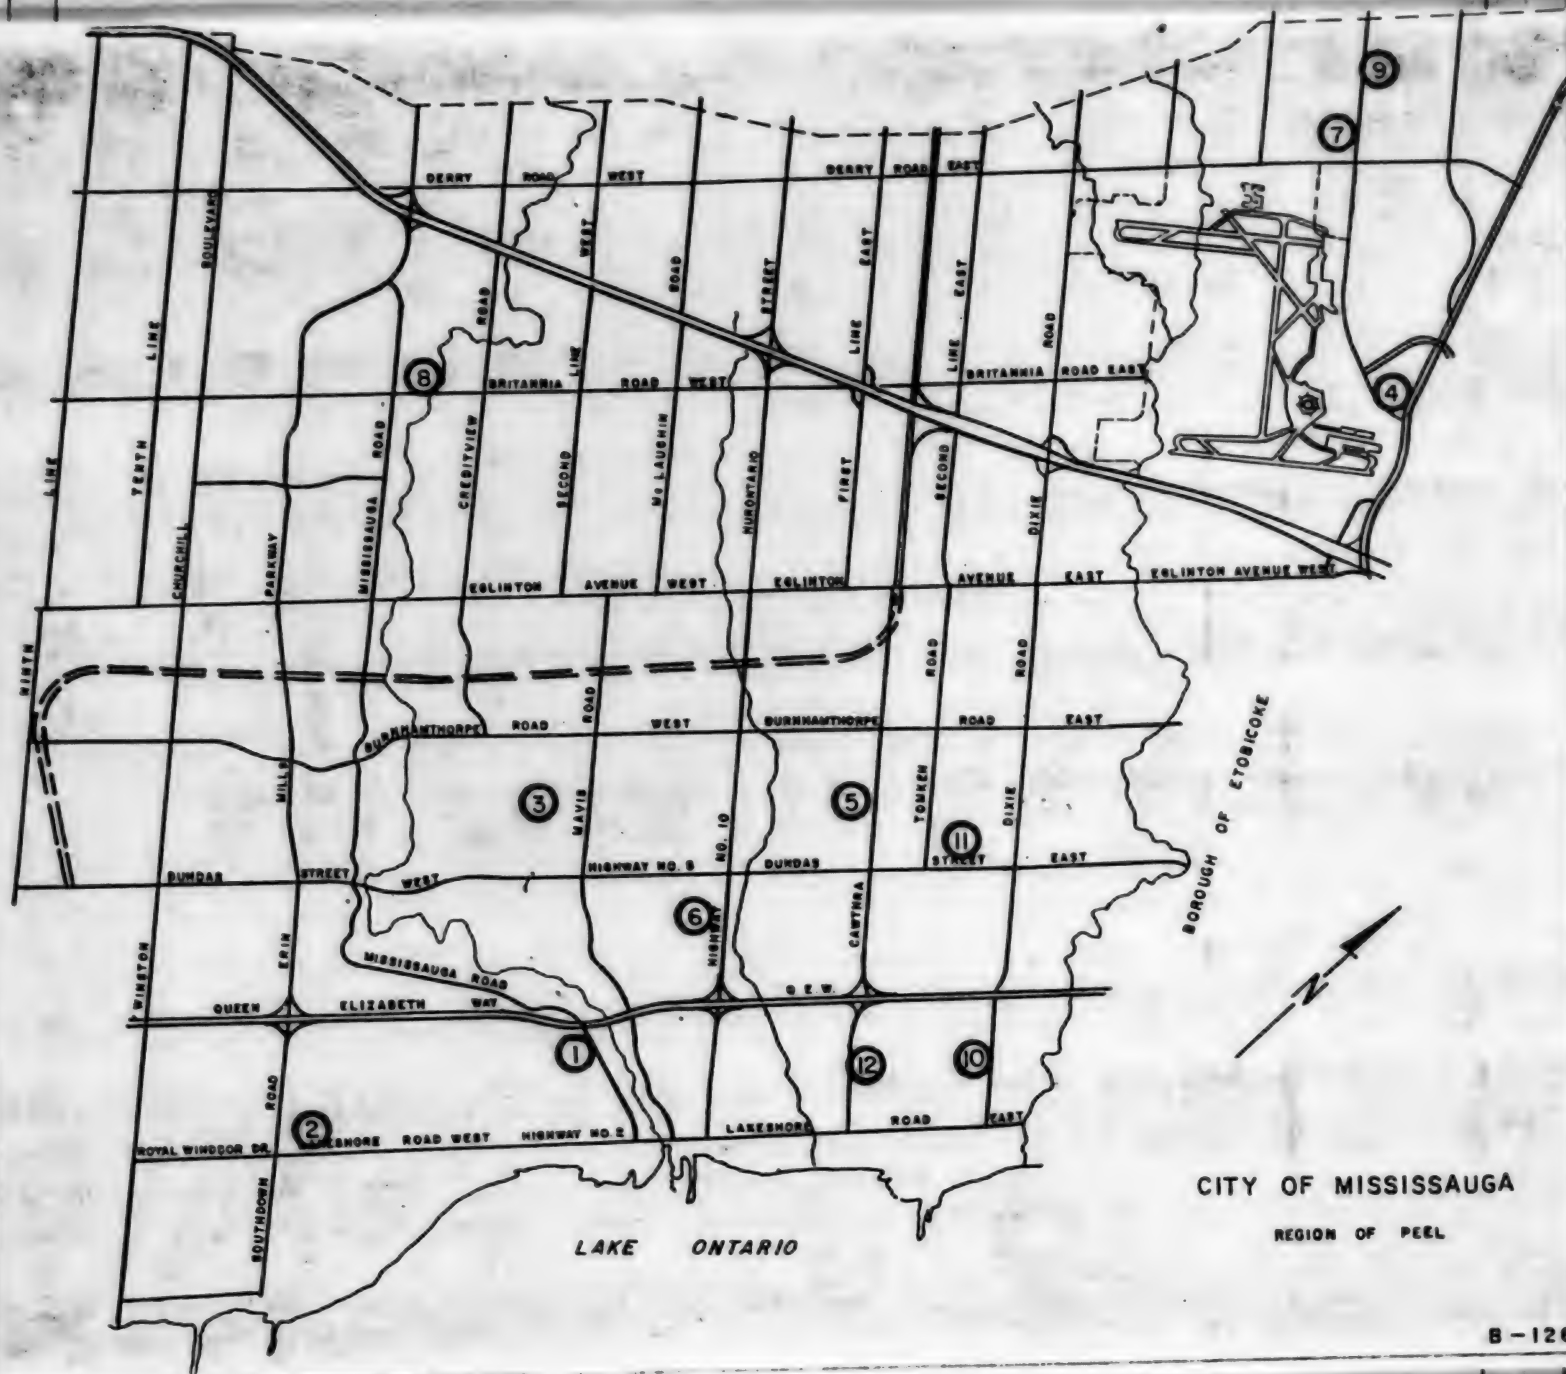 9
7
DERRY ROAD WEST
DERRY ROAD EAST
BOULEVARD
WEST
ROAD
STREET
EAST
EAST
ROAD
ROAD
LINE
LINE
LINE
LINE
8
BRITANNIA ROAD WEST
BRITANNIA ROAD EAST
4
LINE
TENTH
ROAD
CREDITVIEW
SECOND
Mc LAUGHLIN
HURONTARIO
FIRST
SECOND
DIXIE
CHURCHILL
PARKWAY
MISSISSAUGA
EGLINTON AVENUE WEST
EGLINTON AVENUE EAST
EGLINTON AVENUE WEST
NINTH
ROAD
ROAD
ROAD
BURNHAMTHORPE ROAD WEST
BURNHAMTHORPE ROAD EAST
BOROUGH OF ETOBICOKE
MILLS
3
MAVIS
NO. 10
5
TOMKEN
11
DIXIE
DUNDAS STREET WEST
HIGHWAY NO. 5
DUNDAS STREET EAST
6
HIGHWAY
CAWTHRA
WINSTON
ERIN
MISSISSAUGA ROAD
N
QUEEN ELIZABETH WAY
Q.E.W.
1
12
10
ROAD
2
ROYAL WINDSOR DR.
LAKESHORE ROAD WEST HIGHWAY NO. 2
LAKESHORE ROAD EAST
SOUTHDOWN
CITY OF MISSISSAUGA
REGION OF PEEL
LAKE ONTARIO
B-126